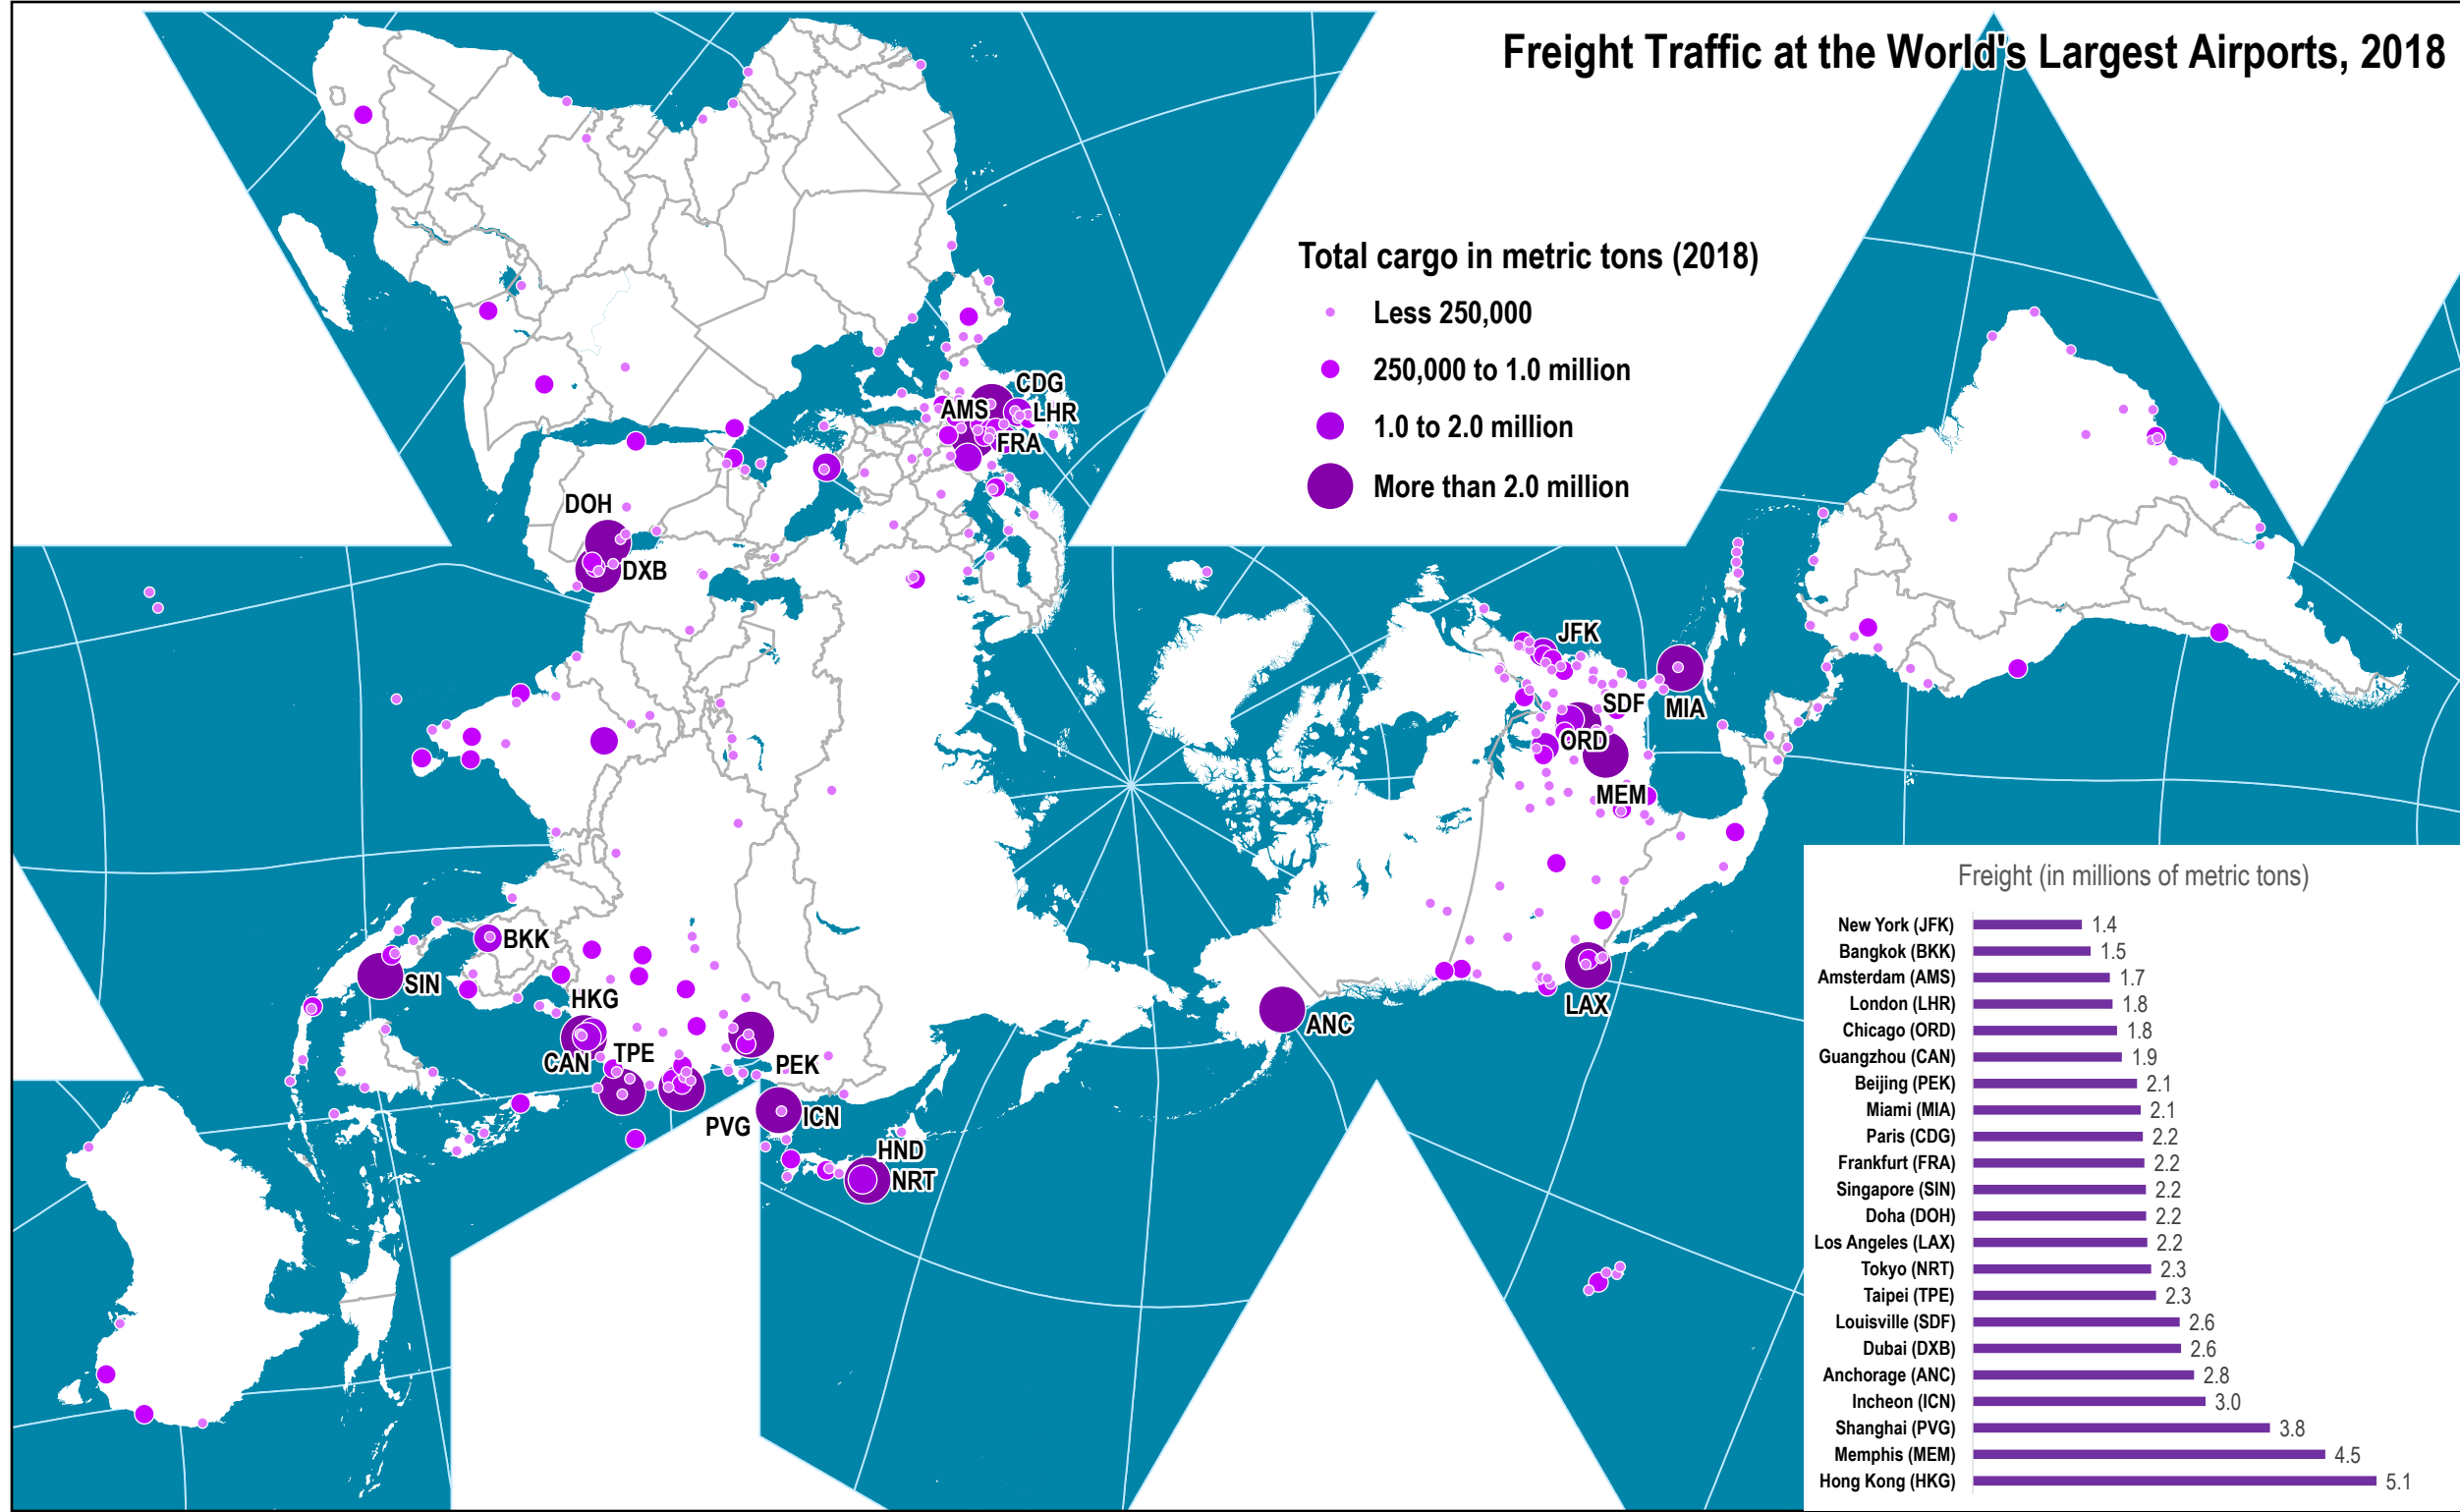 Freight Traffic at the World's Largest Airports, 2018
Total cargo in metric tons (2018)
Less 250,000
250,000 to 1.0 million
1.0 to 2.0 million
More than 2.0 million
CDG
AMS
LHR
FRA
DOH
DXB
JFK
SDF
MIA
ORD
MEM
BKK
SIN
HKG
LAX
ANC
CAN
TPE
PEK
PVG
ICN
HND
NRT
Freight (in millions of metric tons)
New York (JFK) 1.4
Bangkok (BKK) 1.5
Amsterdam (AMS) 1.7
London (LHR) 1.8
Chicago (ORD) 1.8
Guangzhou (CAN) 1.9
Beijing (PEK) 2.1
Miami (MIA) 2.1
Paris (CDG) 2.2
Frankfurt (FRA) 2.2
Singapore (SIN) 2.2
Doha (DOH) 2.2
Los Angeles (LAX) 2.2
Tokyo (NRT) 2.3
Taipei (TPE) 2.3
Louisville (SDF) 2.6
Dubai (DXB) 2.6
Anchorage (ANC) 2.8
Incheon (ICN) 3.0
Shanghai (PVG) 3.8
Memphis (MEM) 4.5
Hong Kong (HKG) 5.1